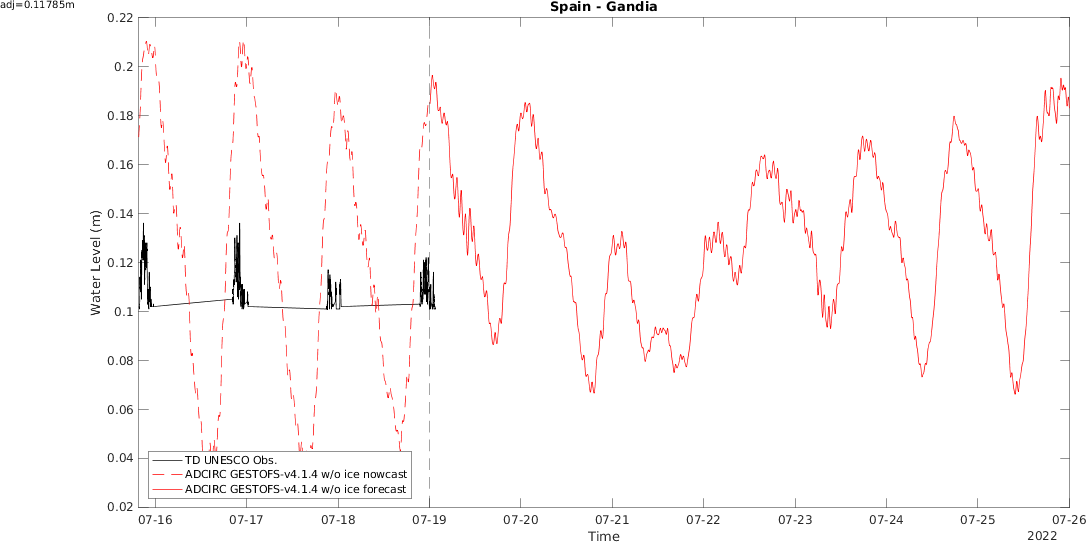 adj=0.11785m
Spain - Gandia
0.22
0.2
0.18
0.16
0.14
0.12
0.1
0.08
0.06
0.04
0.02
Water Level (m)
TD UNESCO Obs.
ADCIRC GESTOFS-v4.1.4 w/o ice nowcast
ADCIRC GESTOFS-v4.1.4 w/o ice forecast
07-16 07-17 07-18 07-19 07-20 07-21 07-22 07-23 07-24 07-25 07-26
2022
Time